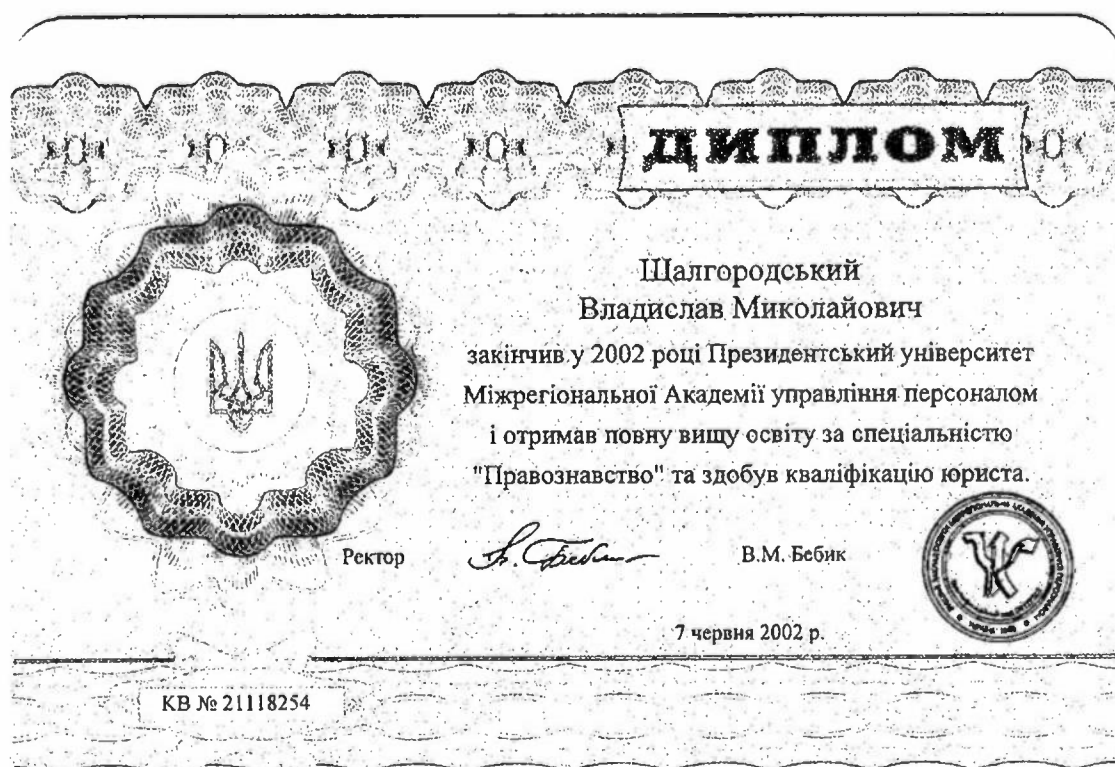 ДИПЛОМ
Щалгородський
Владислав Миколайович
закінчив у 2002 році Президентський університет
Міжрегіональної Академії управління персоналом
і отримав повну вищу освіту за спеціальністю
"Правознавство" та здобув кваліфікацію юриста.
Ректор
В.М. Бебик
7 червня 2002 р.
КВ № 21118254